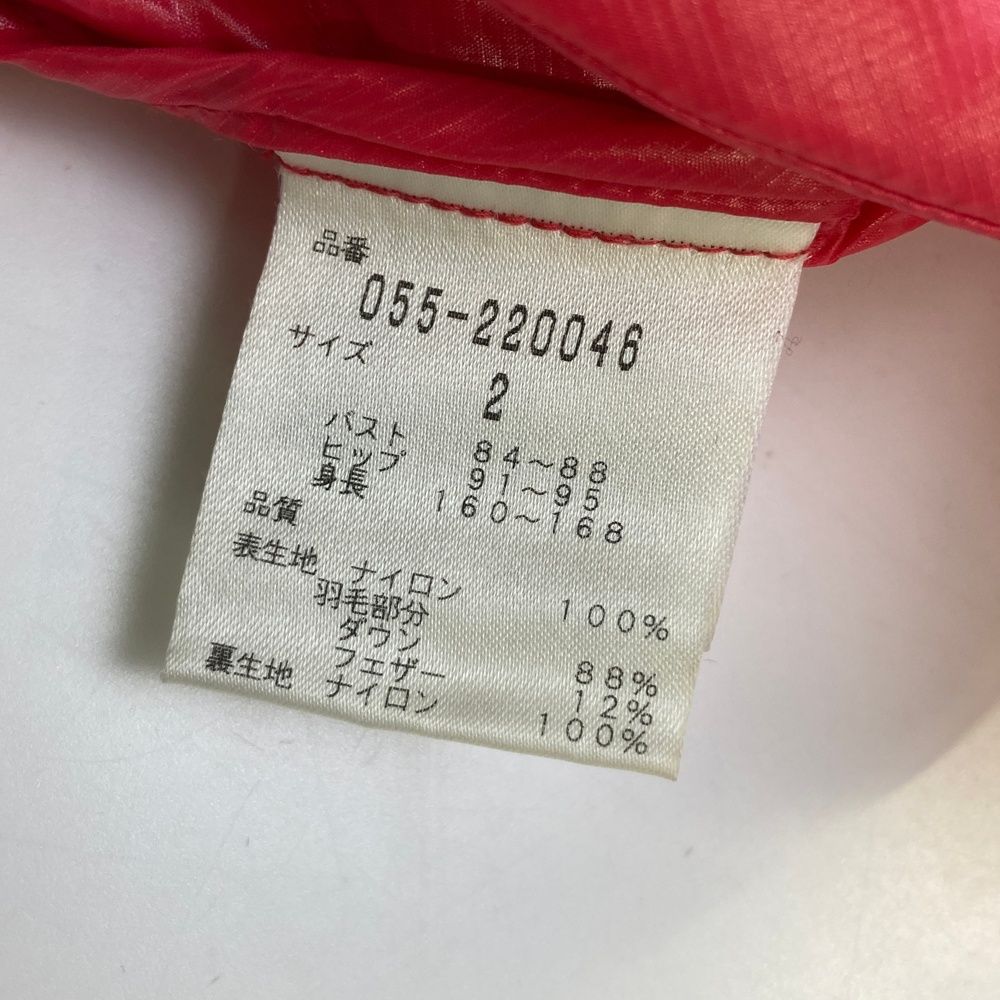 品番
055-220046
サイズ
2
バスト 84~88
ヒップ 91~95
身長 160~168
品質
表生地 ナイロン 100%
羽毛部分
ダウン 88%
フェザー 12%
裏生地 ナイロン 100%